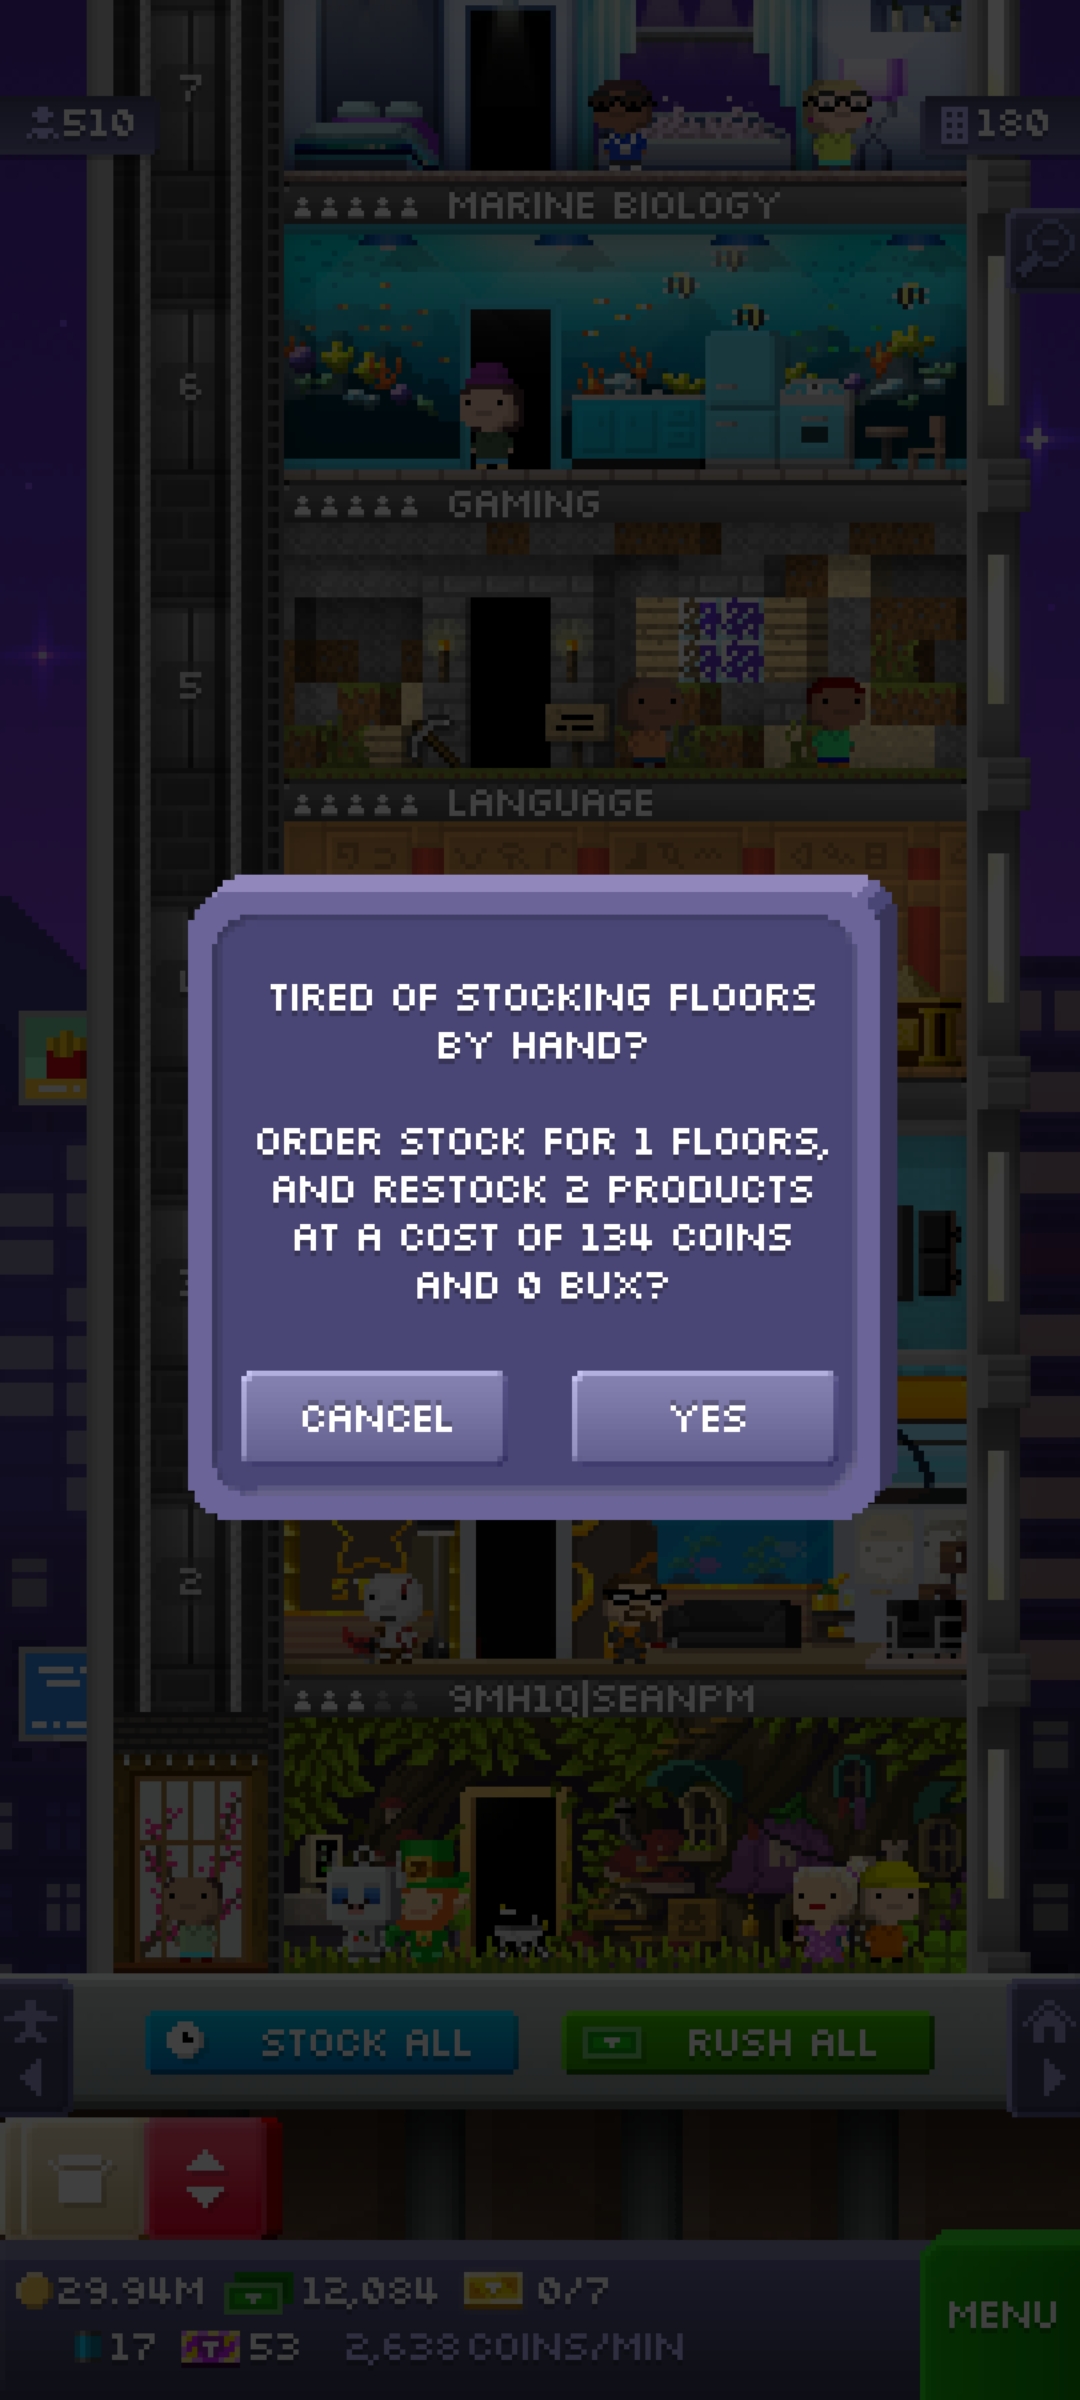 7
510
180
MARINE BIOLOGY
6
GAMING
5
LANGUAGE
TIRED OF STOCKING FLOORS
BY HAND?
ORDER STOCK FOR 1 FLOORS,
AND RESTOCK 2 PRODUCTS
AT A COST OF 134 COINS
AND 0 BUX?
CANCEL
YES
2
9MH1Q|SEANPM
STOCK ALL
RUSH ALL
29.94M
12,084
0/7
17
53
2,638COINS/MIN
MENU